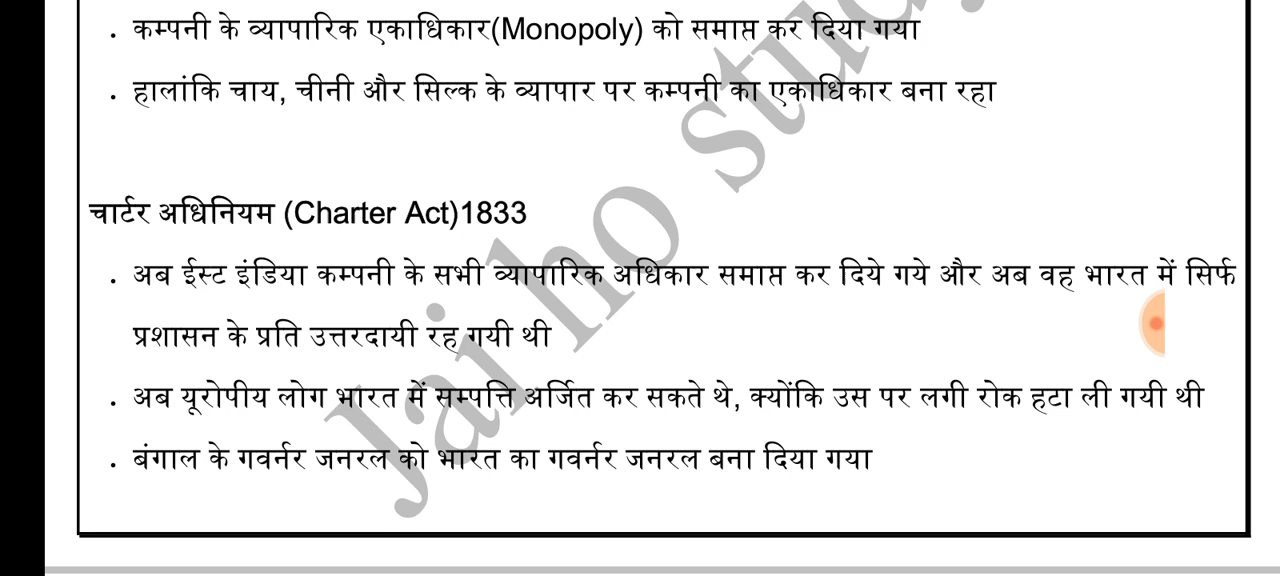 . कम्पनी के व्यापारिक एकाधिकार(Monopoly) को समाप्त कर दिया गया
. हालांकि चाय, चीनी और सिल्क के व्यापार पर कम्पनी का एकाधिकार बना रहा
चार्टर अधिनियम (Charter Act)1833
. अब ईस्ट इंडिया कम्पनी के सभी व्यापारिक अधिकार समाप्त कर दिये गये और अब वह भारत में सिर्फ
प्रशासन के प्रति उत्तरदायी रह गयी थी
. अब यूरोपीय लोग भारत में सम्पत्ति अर्जित कर सकते थे, क्योंकि उस पर लगी रोक हटा ली गयी थी
. बंगाल के गवर्नर जनरल को भारत का गवर्नर जनरल बना दिया गया
Jai ho study